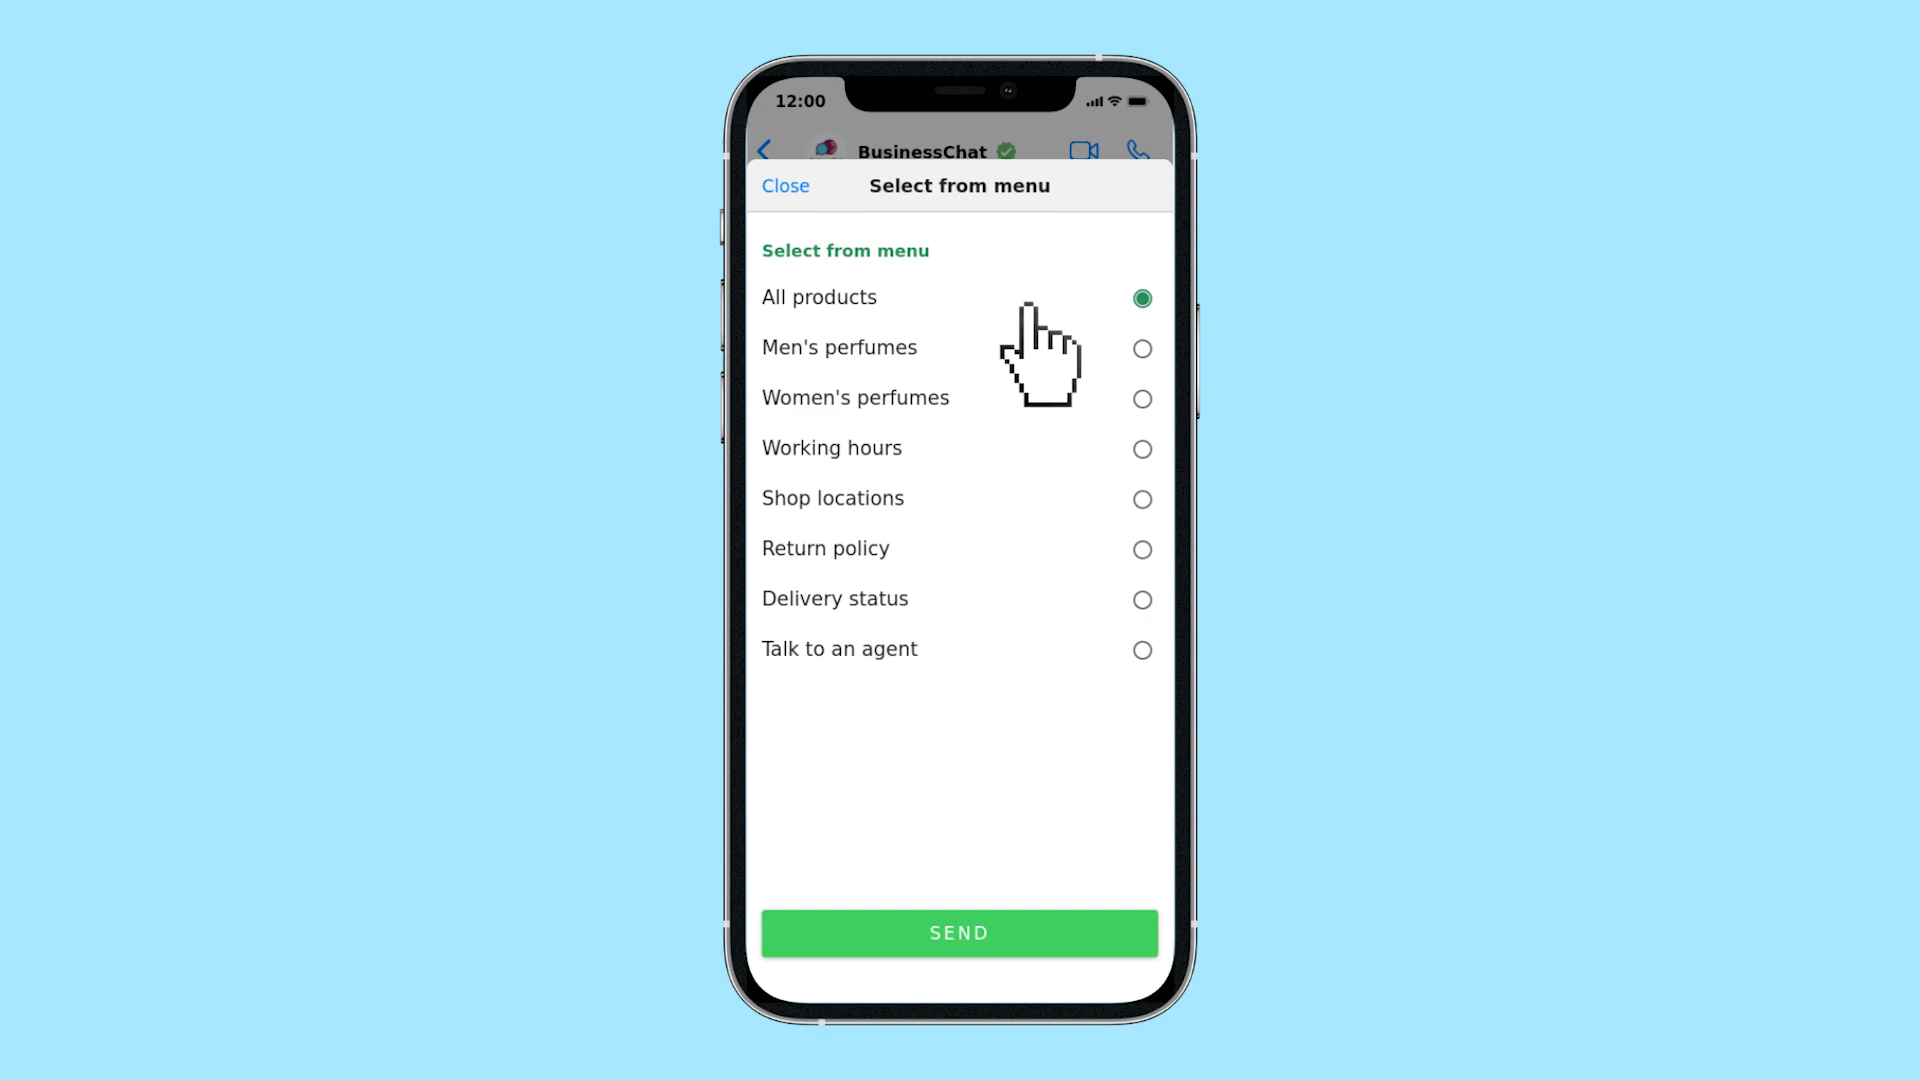 12:00
BusinessChat
Close Select from menu
Select from menu
All products
Men's perfumes
Women's perfumes
Working hours
Shop locations
Return policy
Delivery status
Talk to an agent
SEND